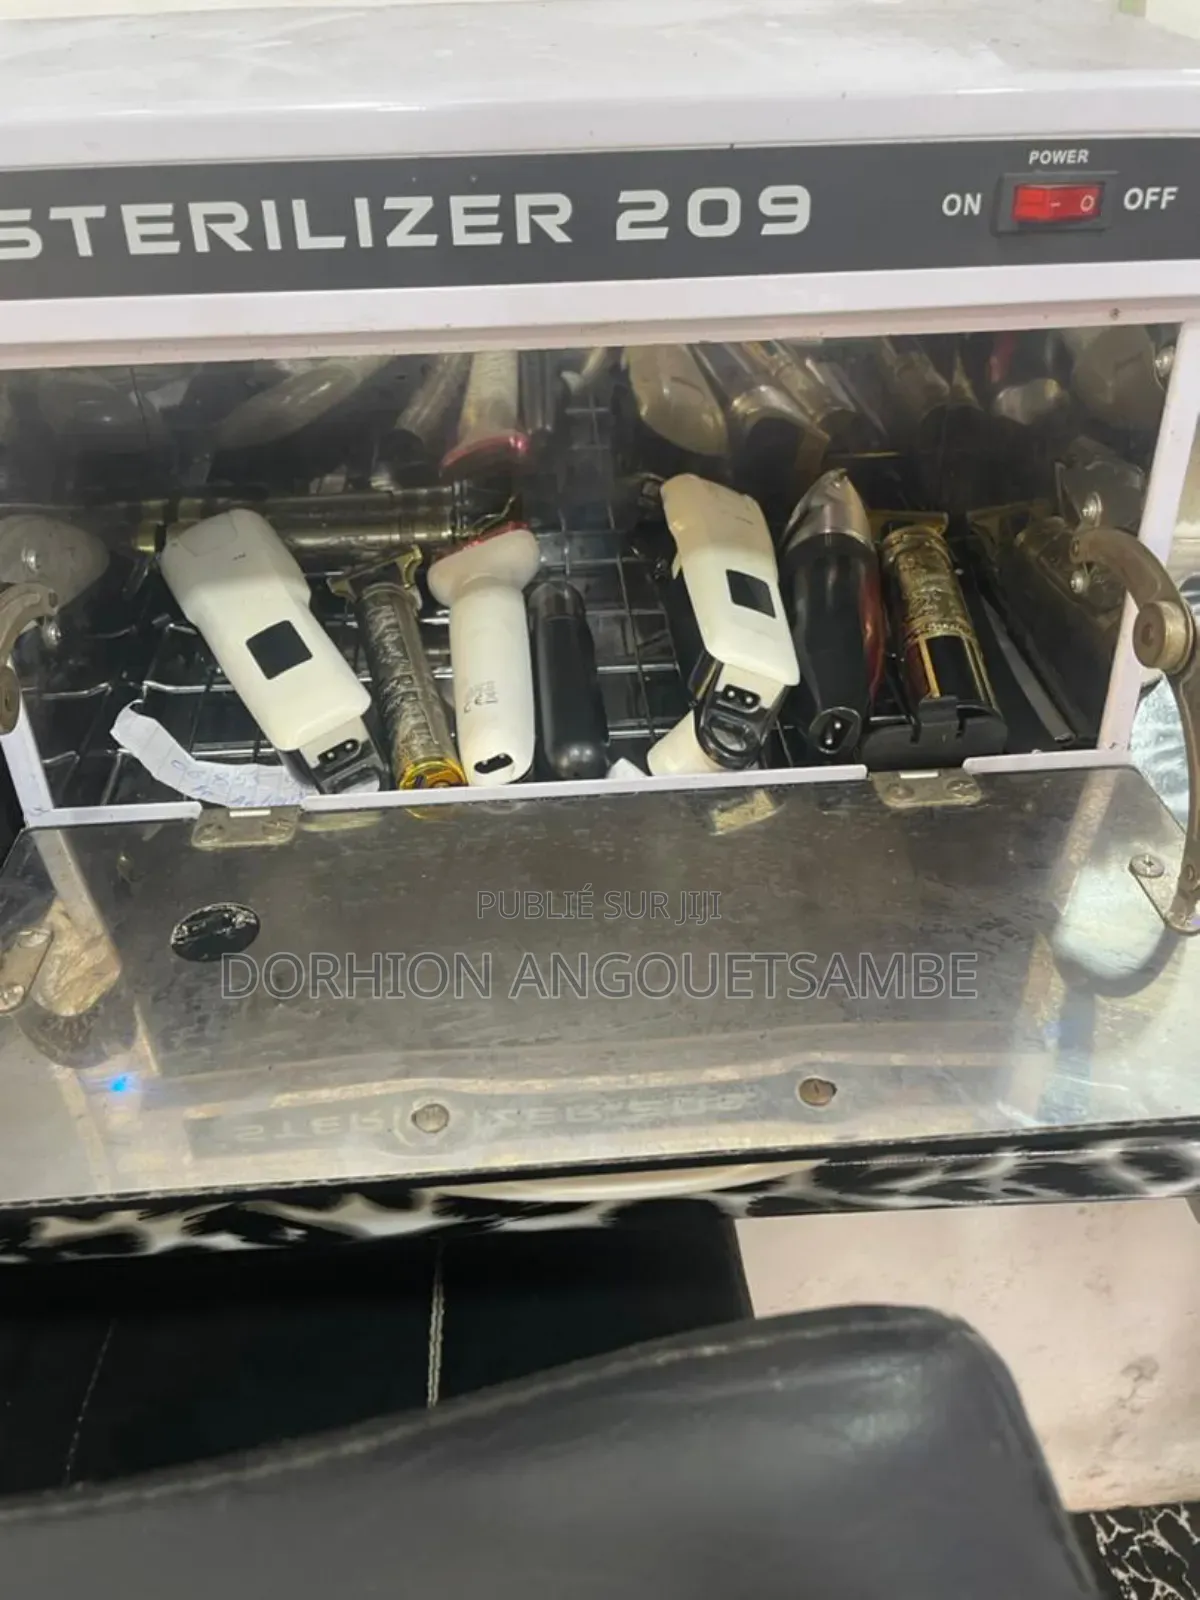 POWER
STERILIZER 209 ON OFF
PUBLIÉ SUR JIJI
DORHION ANGOUETSAMBE